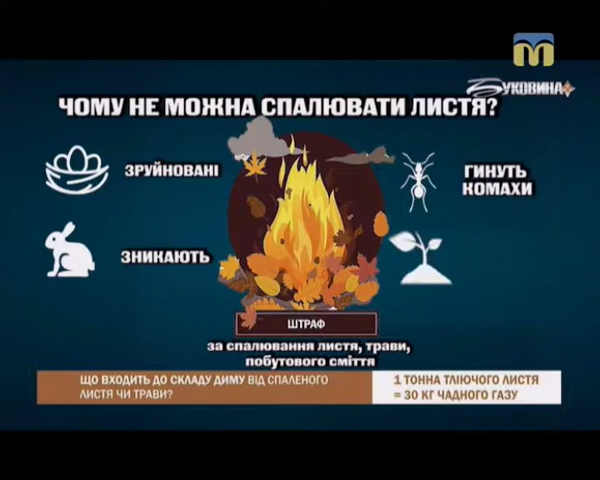 БУКОВИНА+
ЧОМУ НЕ МОЖНА СПАЛЮВАТИ ЛИСТЯ?
ЗРУЙНОВАНІ
ГИНУТЬ
КОМАХИ
ЗНИКАЮТЬ
ШТРАФ
за спалювання листя, трави,
побутового сміття
ЩО ВХОДИТЬ ДО СКЛАДУ ДИМУ ВІД СПАЛЕНОГО
ЛИСТЯ ЧИ ТРАВИ?
1 ТОННА ТЛІЮЧОГО ЛИСТЯ
= 30 КГ ЧАДНОГО ГАЗУ